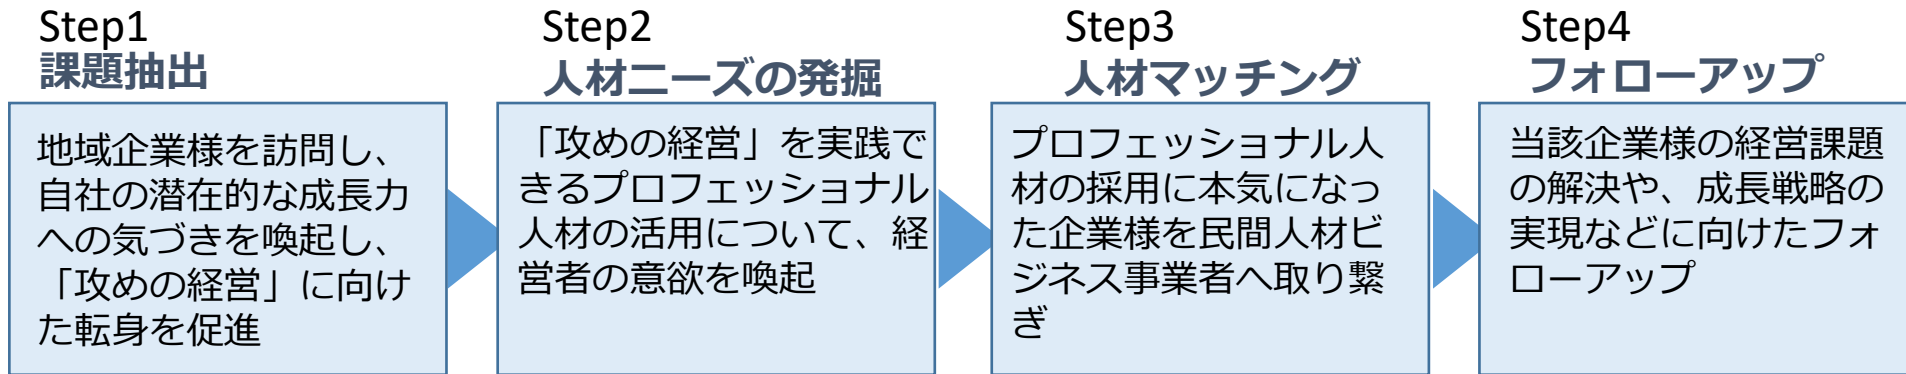 Step1
課題抽出
地域企業様を訪問し、
自社の潜在的な成長力
への気づきを喚起し、
「攻めの経営」に向け
た転身を促進
Step2
人材ニーズの発掘
「攻めの経営」を実践で
きるプロフェッショナル
人材の活用について、経
営者の意欲を喚起
Step3
人材マッチング
プロフェッショナル人
材の採用に本気になっ
た企業様を民間人材ビ
ジネス事業者へ取り繋
ぎ
Step4
フォローアップ
当該企業様の経営課題
の解決や、成長戦略の
実現などに向けたフォ
ローアップ